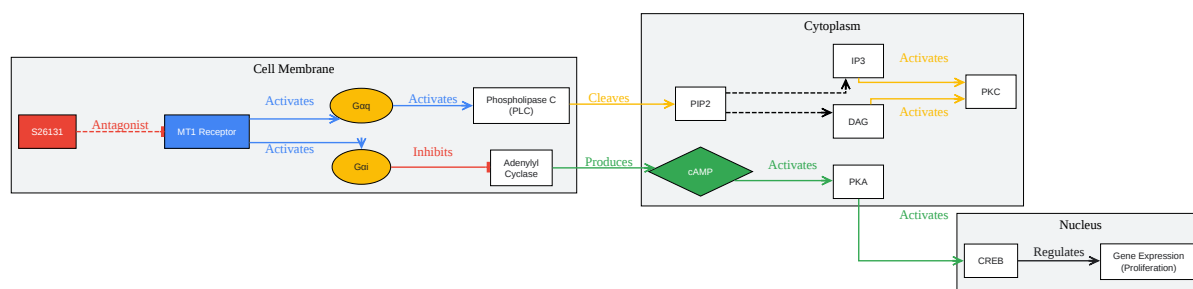 Cytoplasm
Cell Membrane
IP3
Activates
Activates
Gαq
Activates
Phospholipase C
(PLC)
Cleaves
PIP2
PKC
S26131
Antagonist
MT1 Receptor
DAG
Activates
Activates
Gαi
Inhibits
Adenylyl
Cyclase
Produces
cAMP
Activates
PKA
Activates
Nucleus
CREB
Regulates
Gene Expression
(Proliferation)